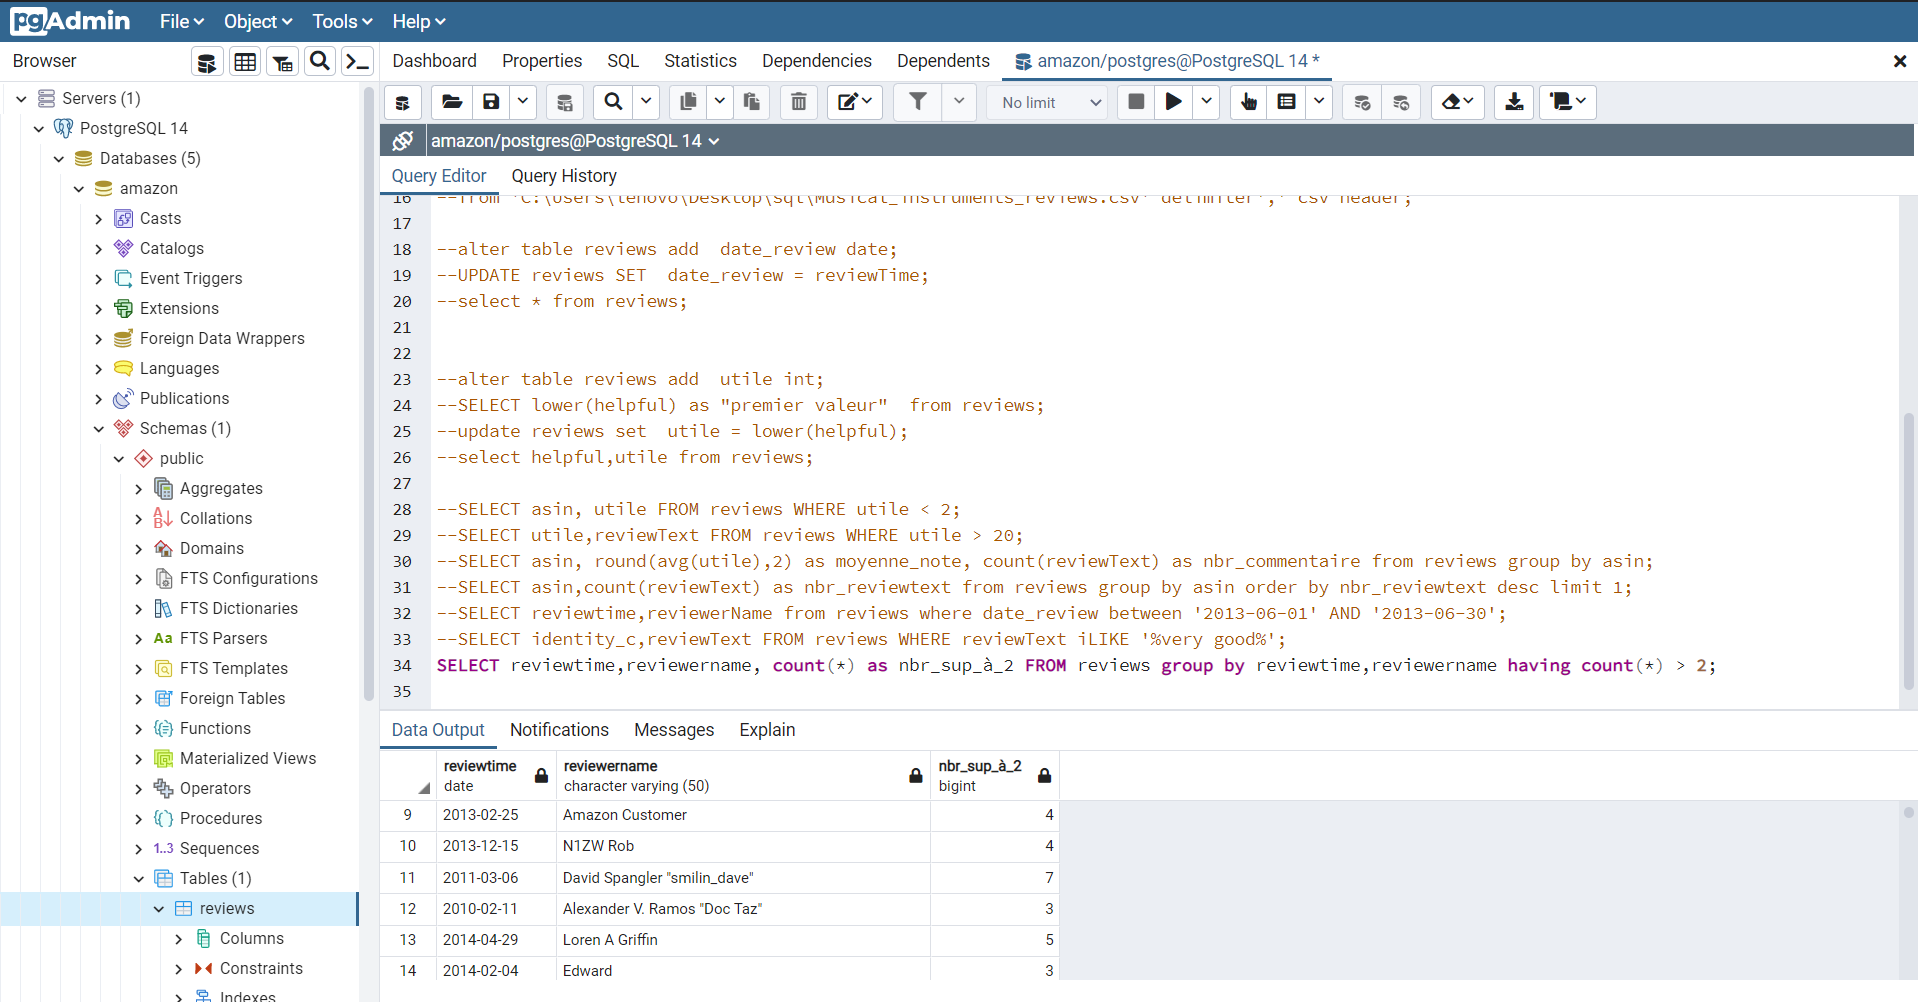 pgAdmin File Object Tools Help
Browser
Dashboard Properties SQL Statistics Dependencies Dependents amazon/postgres@PostgreSQL 14 *
Servers (1)
PostgreSQL 14
Databases (5)
amazon
Casts
Catalogs
Event Triggers
Extensions
Foreign Data Wrappers
Languages
Publications
Schemas (1)
public
Aggregates
Collations
Domains
FTS Configurations
FTS Dictionaries
Aa FTS Parsers
FTS Templates
Foreign Tables
Functions
Materialized Views
Operators
Procedures
1..3 Sequences
Tables (1)
reviews
Columns
Constraints
Indexes
No limit
amazon/postgres@PostgreSQL 14
Query Editor Query History
16 --from 'C:\Users\lenovo\Desktop\sql\Musical_instruments_reviews.csv' delimiter',' csv header;
17
18 --alter table reviews add  date_review date;
19 --UPDATE reviews SET  date_review = reviewTime;
20 --select * from reviews;
21
22
23 --alter table reviews add  utile int;
24 --SELECT lower(helpful) as "premier valeur"  from reviews;
25 --update reviews set  utile = lower(helpful);
26 --select helpful,utile from reviews;
27
28 --SELECT asin, utile FROM reviews WHERE utile < 2;
29 --SELECT utile,reviewText FROM reviews WHERE utile > 20;
30 --SELECT asin, round(avg(utile),2) as moyenne_note, count(reviewText) as nbr_commentaire from reviews group by asin;
31 --SELECT asin,count(reviewText) as nbr_reviewtext from reviews group by asin order by nbr_reviewtext desc limit 1;
32 --SELECT reviewtime,reviewerName from reviews where date_review between '2013-06-01' AND '2013-06-30';
33 --SELECT identity_c,reviewText FROM reviews WHERE reviewText iLIKE '%very good%';
34 SELECT reviewtime,reviewername, count(*) as nbr_sup_à_2 FROM reviews group by reviewtime,reviewername having count(*) > 2;
35
Data Output Notifications Messages Explain
reviewtime reviewername nbr_sup_à_2
date character varying (50) bigint
9 2013-02-25 Amazon Customer 4
10 2013-12-15 N1ZW Rob 4
11 2011-03-06 David Spangler "smilin_dave" 7
12 2010-02-11 Alexander V. Ramos "Doc Taz" 3
13 2014-04-29 Loren A Griffin 5
14 2014-02-04 Edward 3